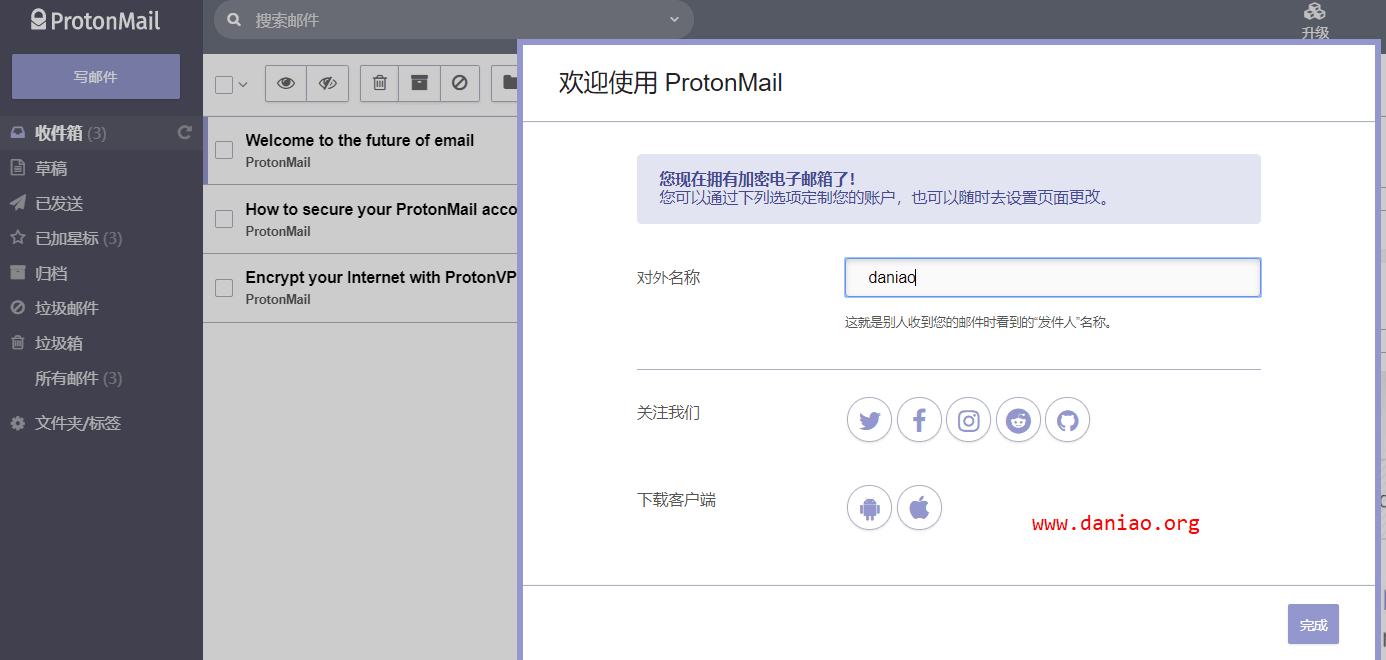 ProtonMail
搜索邮件
升级
写邮件
收件箱 (3)
草稿
已发送
已加星标 (3)
归档
垃圾邮件
垃圾箱
所有邮件 (3)
文件夹/标签
Welcome to the future of email
ProtonMail
How to secure your ProtonMail acco
ProtonMail
Encrypt your Internet with ProtonVP
ProtonMail
欢迎使用 ProtonMail
您现在拥有加密电子邮箱了!
您可以通过下列选项定制您的账户，也可以随时去设置页面更改。
对外名称
daniao
这就是别人收到您的邮件时看到的“发件人”名称。
关注我们
下载客户端
www.daniao.org
完成